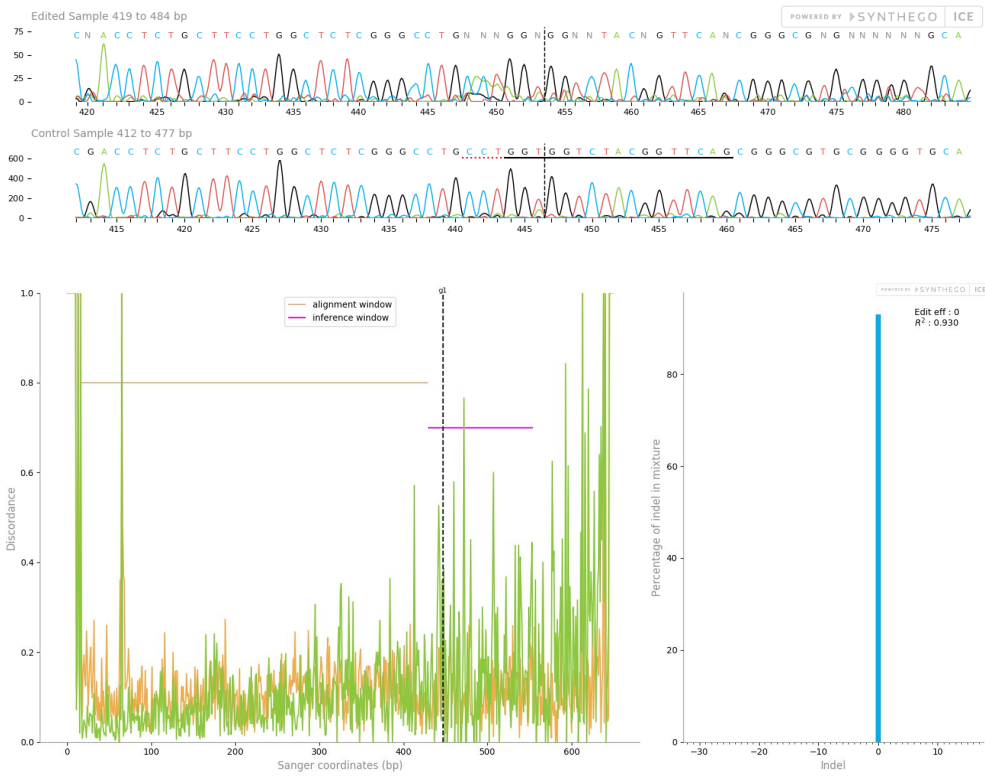 Edited Sample 419 to 484 bp
POWERED BY SYNTHEGO ICE
C N A C C T C T G C T T C C T G G C T C T C G G G C C T G N N N G G N G G N N T A C N G T T C A N C G G G C G N G N N N N N N G C A
75
50
25
0
420 425 430 435 440 445 450 455 460 465 470 475 480
Control Sample 412 to 477 bp
C G A C C T C T G C T T C C T G G C T C T C G G G C C T G C C T G G T G G T C T A C G G T T C A G C G G G C G T G C G G G G T G C A
600
400
200
0
415 420 425 430 435 440 445 450 455 460 465 470 475
POWERED BY SYNTHEGO ICE
g1
1.0
alignment window
inference window
0.8
0.6
0.4
0.2
0.0
Discordance
0 100 200 300 400 500 600
Sanger coordinates (bp)
Edit eff : 0
R² : 0.930
80
60
40
20
0
Percentage of indel in mixture
−30 −20 −10 0 10
Indel